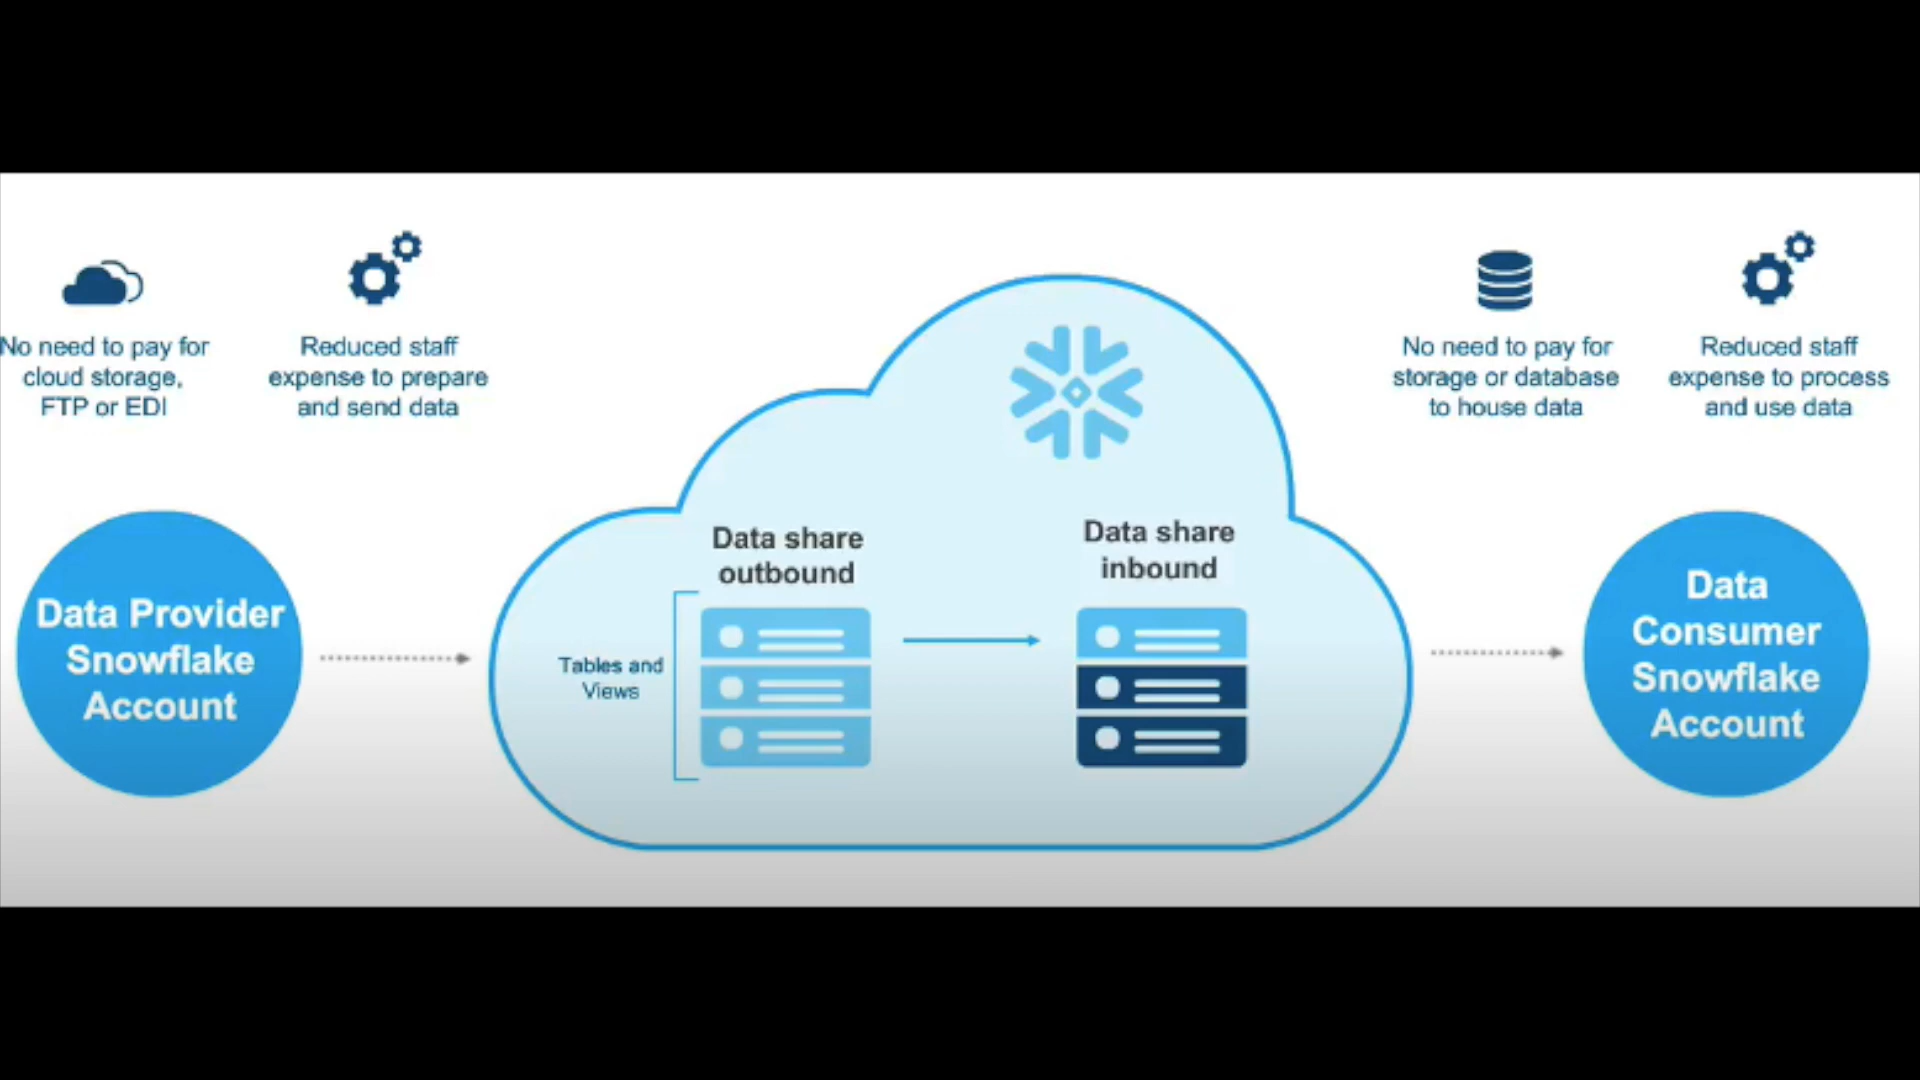 No need to pay for
cloud storage,
FTP or EDI
Reduced staff
expense to prepare
and send data
No need to pay for
storage or database
to house data
Reduced staff
expense to process
and use data
Data Provider
Snowflake
Account
Data share
outbound
Tables and
Views
Data share
inbound
Data
Consumer
Snowflake
Account